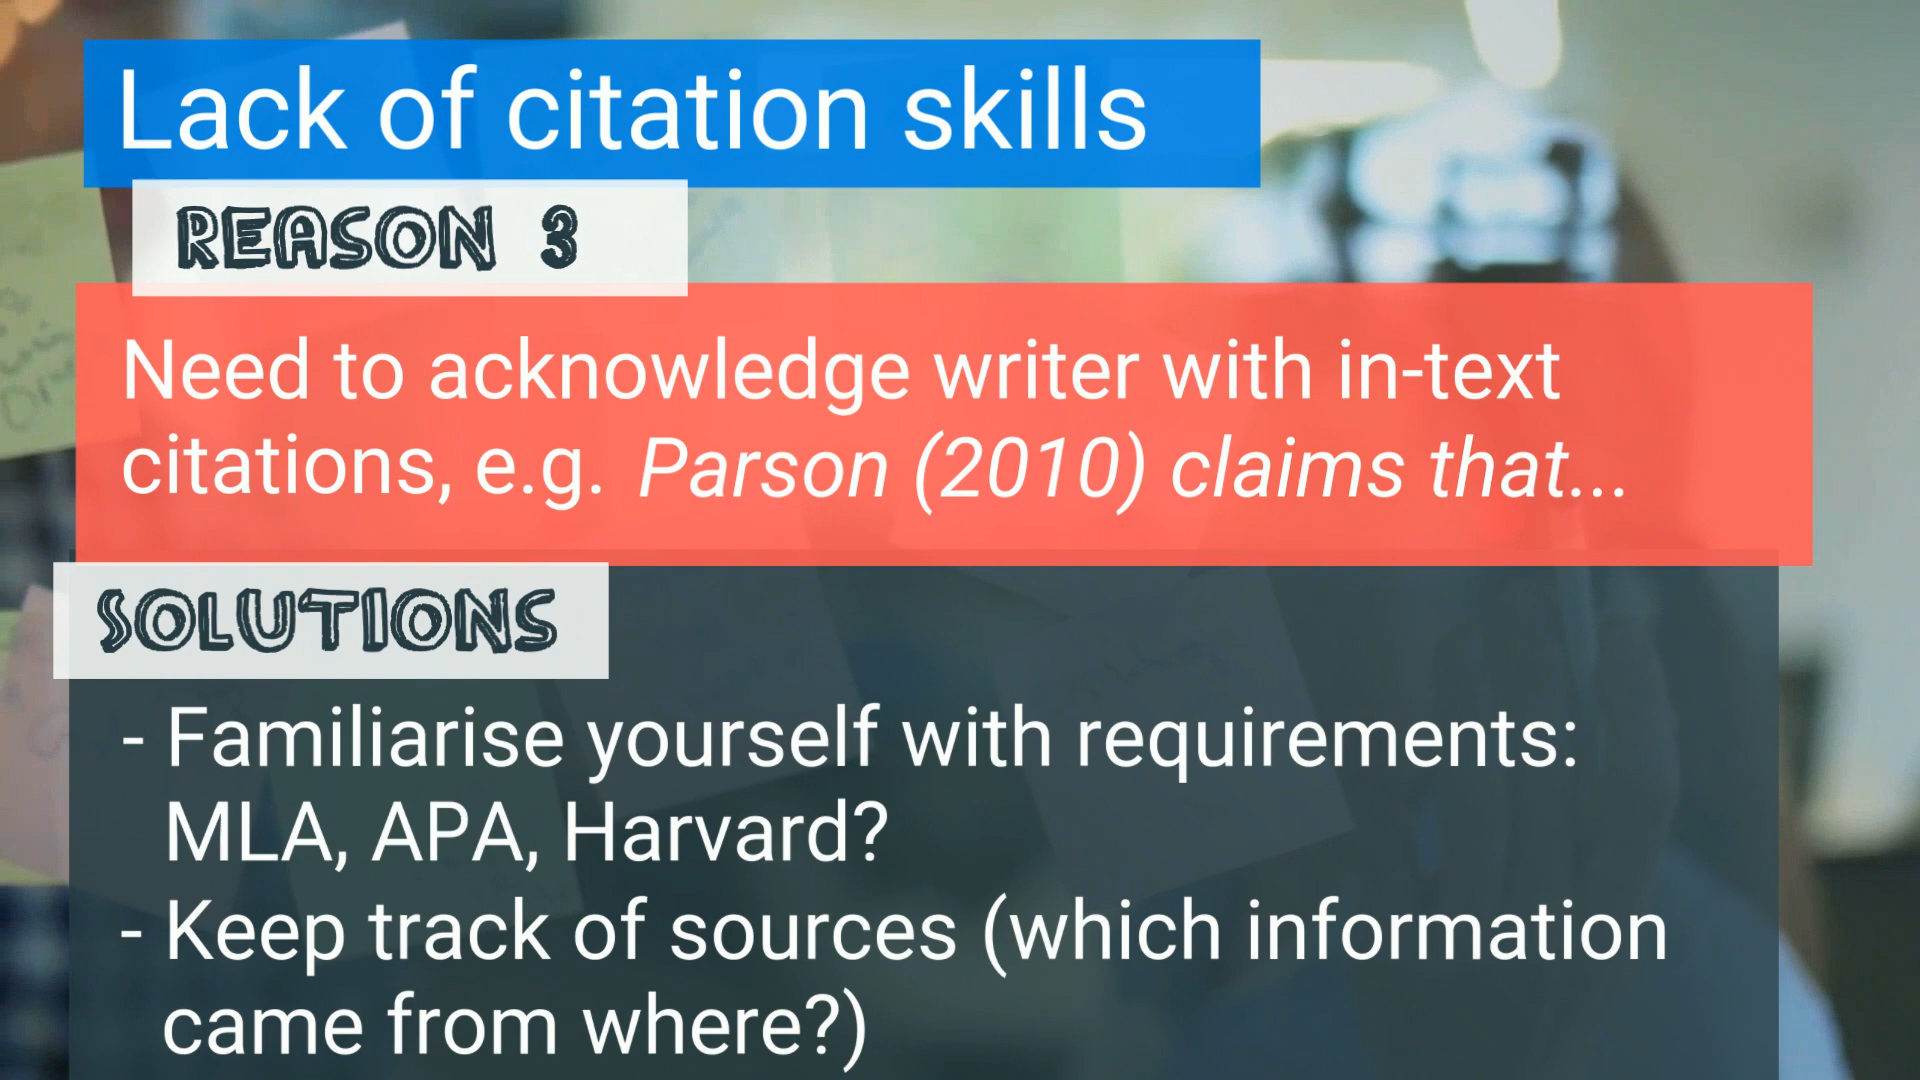 Lack of citation skills
REASON 3
Need to acknowledge writer with in-text
citations, e.g. Parson (2010) claims that...
SOLUTIONS
- Familiarise yourself with requirements:
MLA, APA, Harvard?
- Keep track of sources (which information
came from where?)